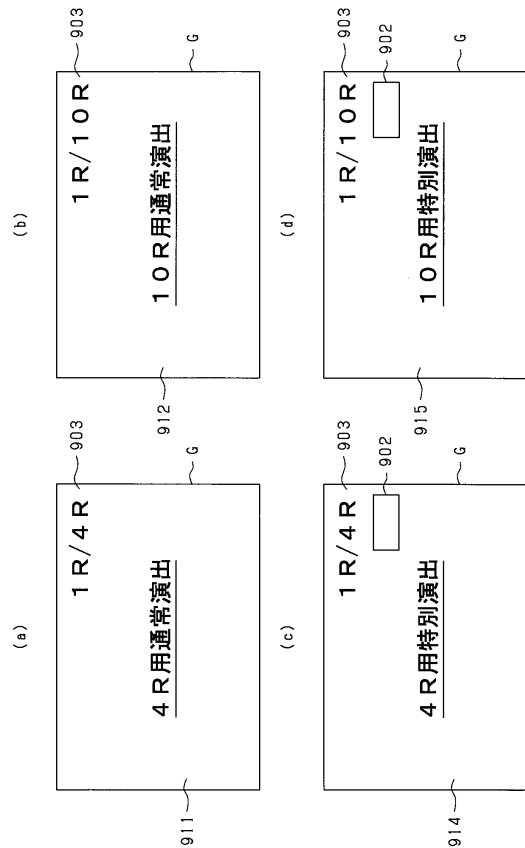 (a)
1R/4R
903
4R用通常演出
911
G
(b)
1R/10R
903
10R用通常演出
912
G
(c)
1R/4R
903
902
4R用特別演出
914
G
(d)
1R/10R
903
902
10R用特別演出
915
G